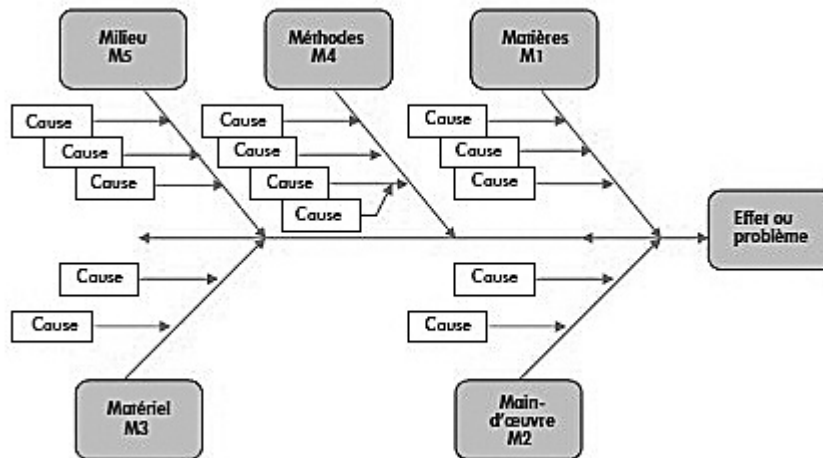 Milieu
M5
Méthodes
M4
Matières
M1
Cause
Cause
Cause
Cause
Cause
Cause
Cause
Cause
Cause
Cause
Effet ou
problème
Cause
Cause
Cause
Cause
Matériel
M3
Main-
d'œuvre
M2